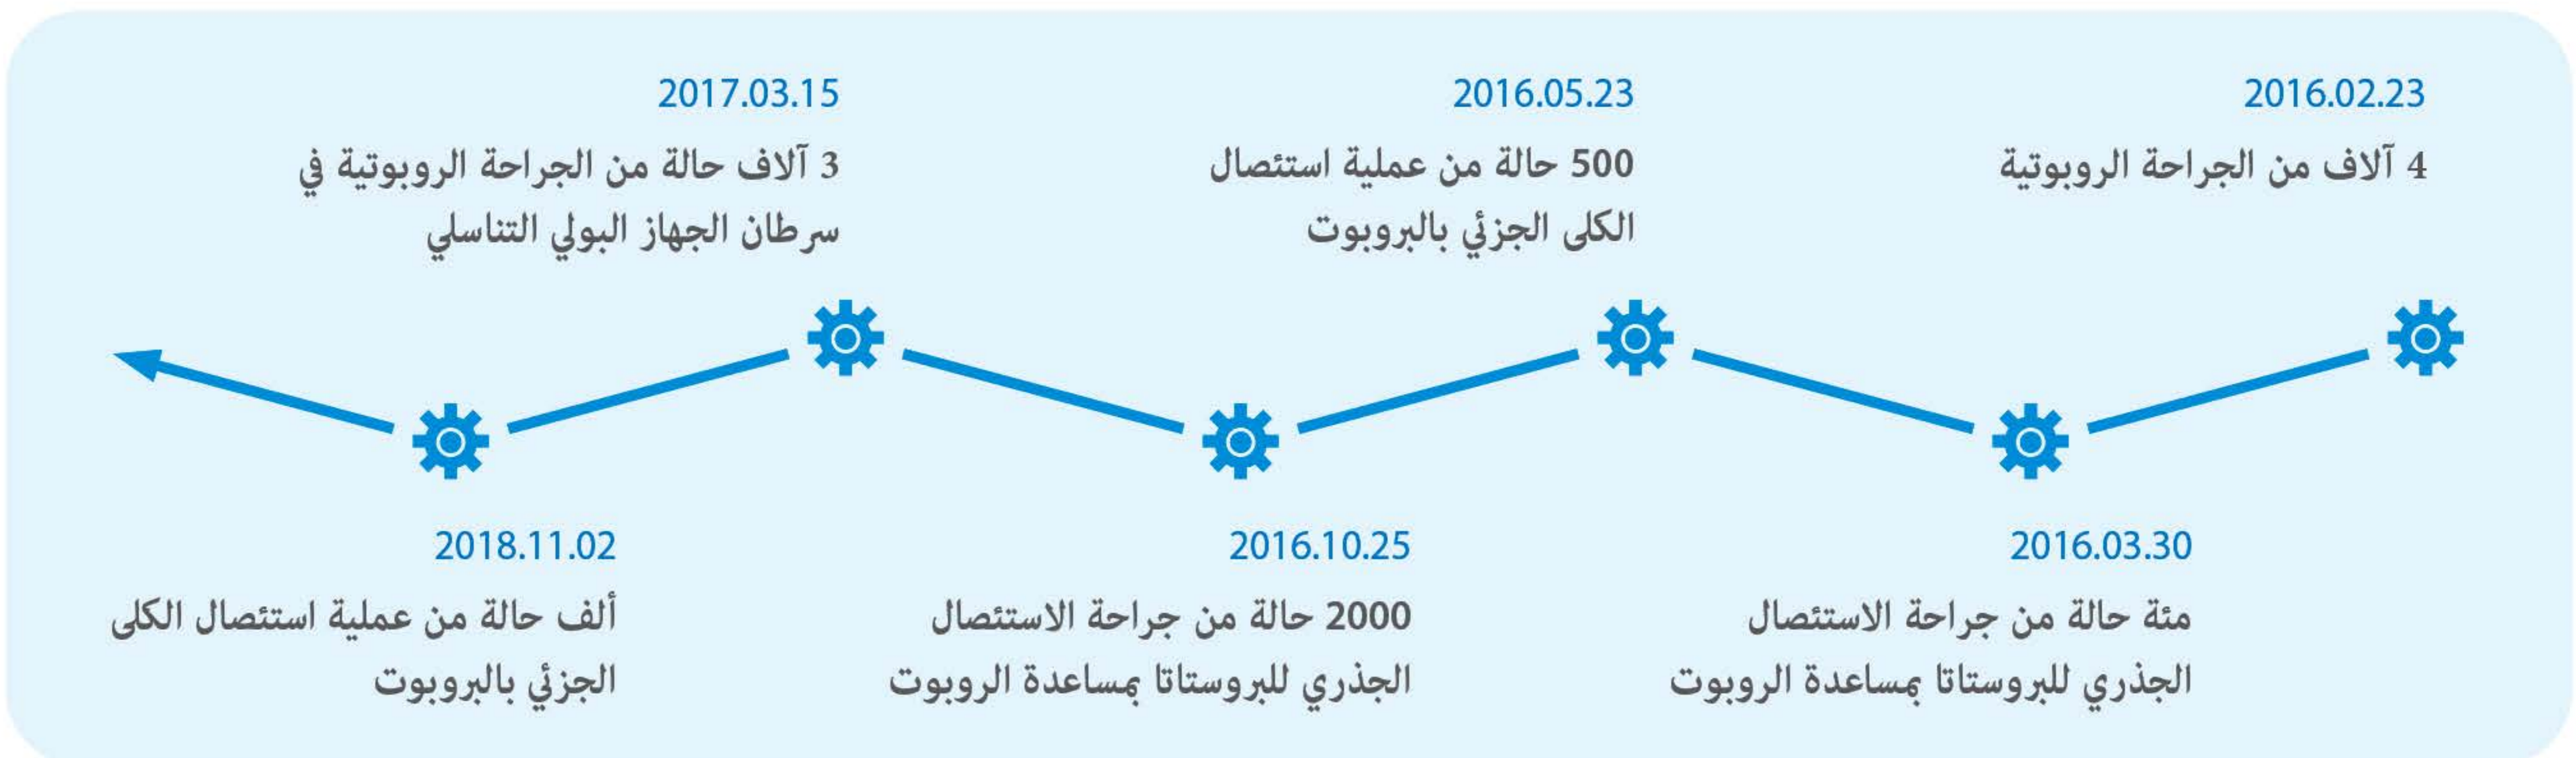 2016.02.23
4 آلاف من الجراحة الروبوتية
2016.03.30
مئة حالة من جراحة الاستئصال
الجذري للبروستاتا بمساعدة الروبوت
2016.05.23
500 حالة من عملية استئصال
الكلى الجزئي بالبروبوت
2016.10.25
2000 حالة من جراحة الاستئصال
الجذري للبروستاتا بمساعدة الروبوت
2017.03.15
3 آلاف حالة من الجراحة الروبوتية في
سرطان الجهاز البولي التناسلي
2018.11.02
ألف حالة من عملية استئصال الكلى
الجزئي بالبروبوت